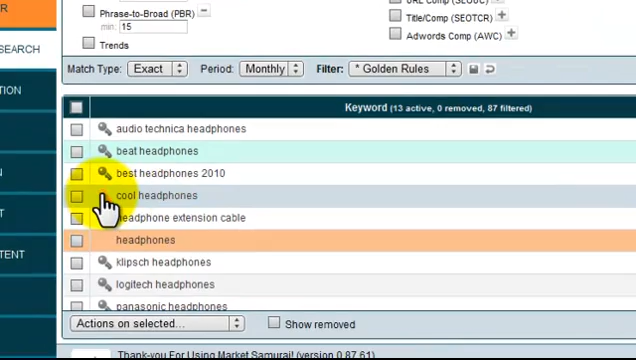 R
Phrase-to-Broad (PBR)
min: 15
Trends
Title/Comp (SEOTCR)
Adwords Comp (AWC)
SEARCH
Match Type: Exact Period: Monthly Filter: * Golden Rules
TION
Keyword (13 active, 0 removed, 87 filtered)
audio technica headphones
beat headphones
best headphones 2010
cool headphones
headphone extension cable
headphones
klipsch headphones
logitech headphones
panasonic headphones
N
T
TENT
Actions on selected... Show removed
Thank-you For Using Market Samurai! (version 0.87.61)